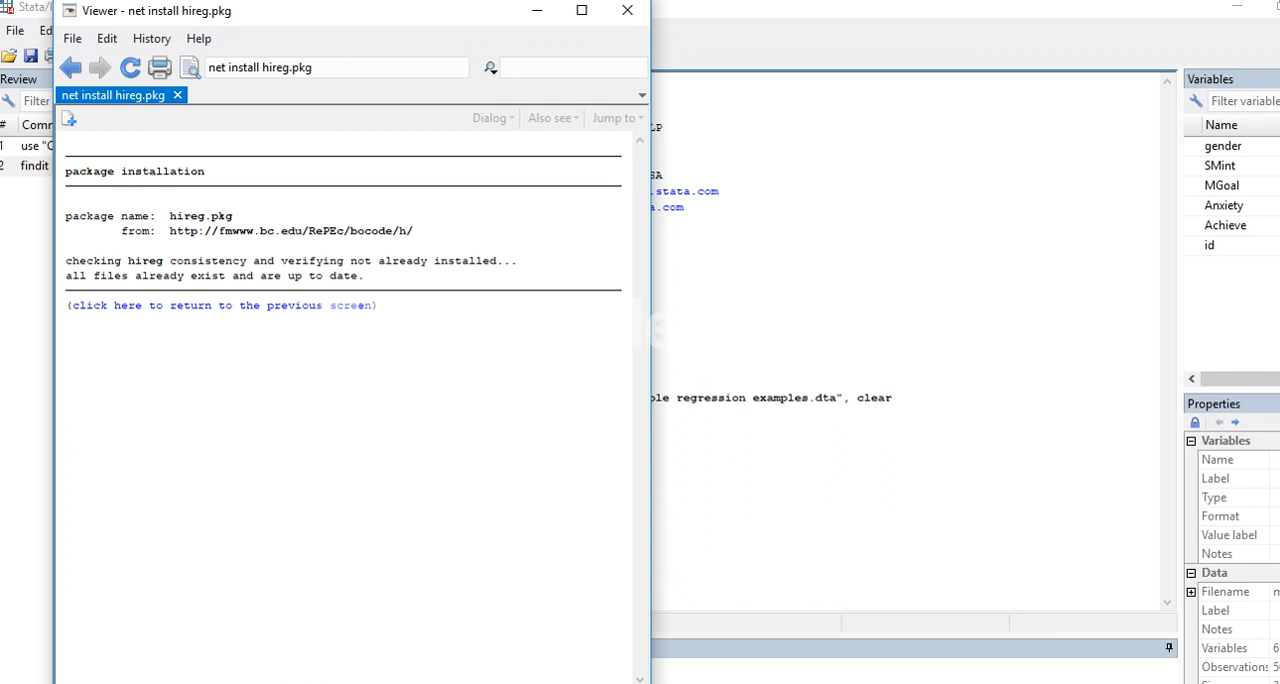 Stata/
Viewer - net install hireg.pkg
File Ed
File Edit History Help
net install hireg.pkg
Review
net install hireg.pkg
Filter
Dialog Also see Jump to
# Comm
1 use "C
2 findit
package installation
package name: hireg.pkg
from: http://fmwww.bc.edu/RePEc/bocode/h/
checking hireg consistency and verifying not already installed...
all files already exist and are up to date.
(click here to return to the previous screen)
LP
SA
.stata.com
a.com
ple regression examples.dta", clear
Variables
Filter variable
Name
gender
SMint
MGoal
Anxiety
Achieve
id
Properties
Variables
Name
Label
Type
Format
Value label
Notes
Data
Filename m
Label
Notes
Variables 6
Observations 5